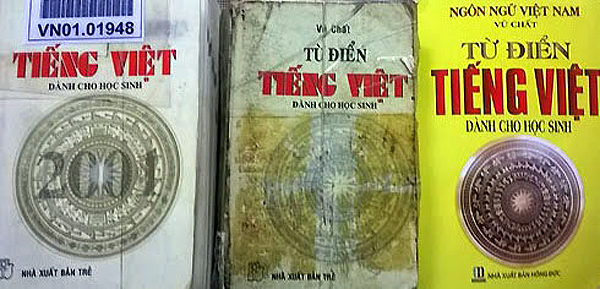 VN01.01948
TIẾNG VIỆT
DÀNH CHO HỌC SINH
2001
NHÀ XUẤT BẢN TRẺ
Vũ Chất
TỪ ĐIỂN
TIẾNG VIỆT
DÀNH CHO HỌC SINH
NHÀ XUẤT BẢN TRẺ
NGÔN NGỮ VIỆT NAM
VŨ CHẤT
TỪ ĐIỂN
TIẾNG VIỆT
DÀNH CHO HỌC SINH
NHÀ XUẤT BẢN HỒNG ĐỨC